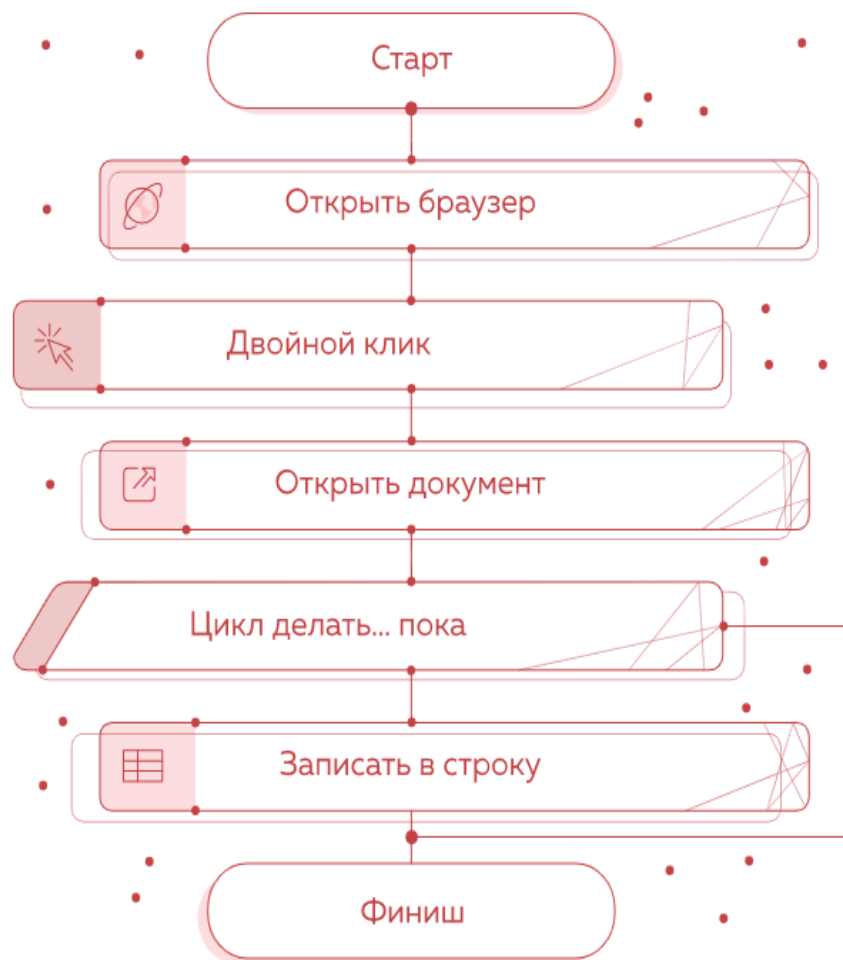 Старт
Открыть браузер
Двойной клик
Открыть документ
Цикл делать... пока
Записать в строку
Финиш